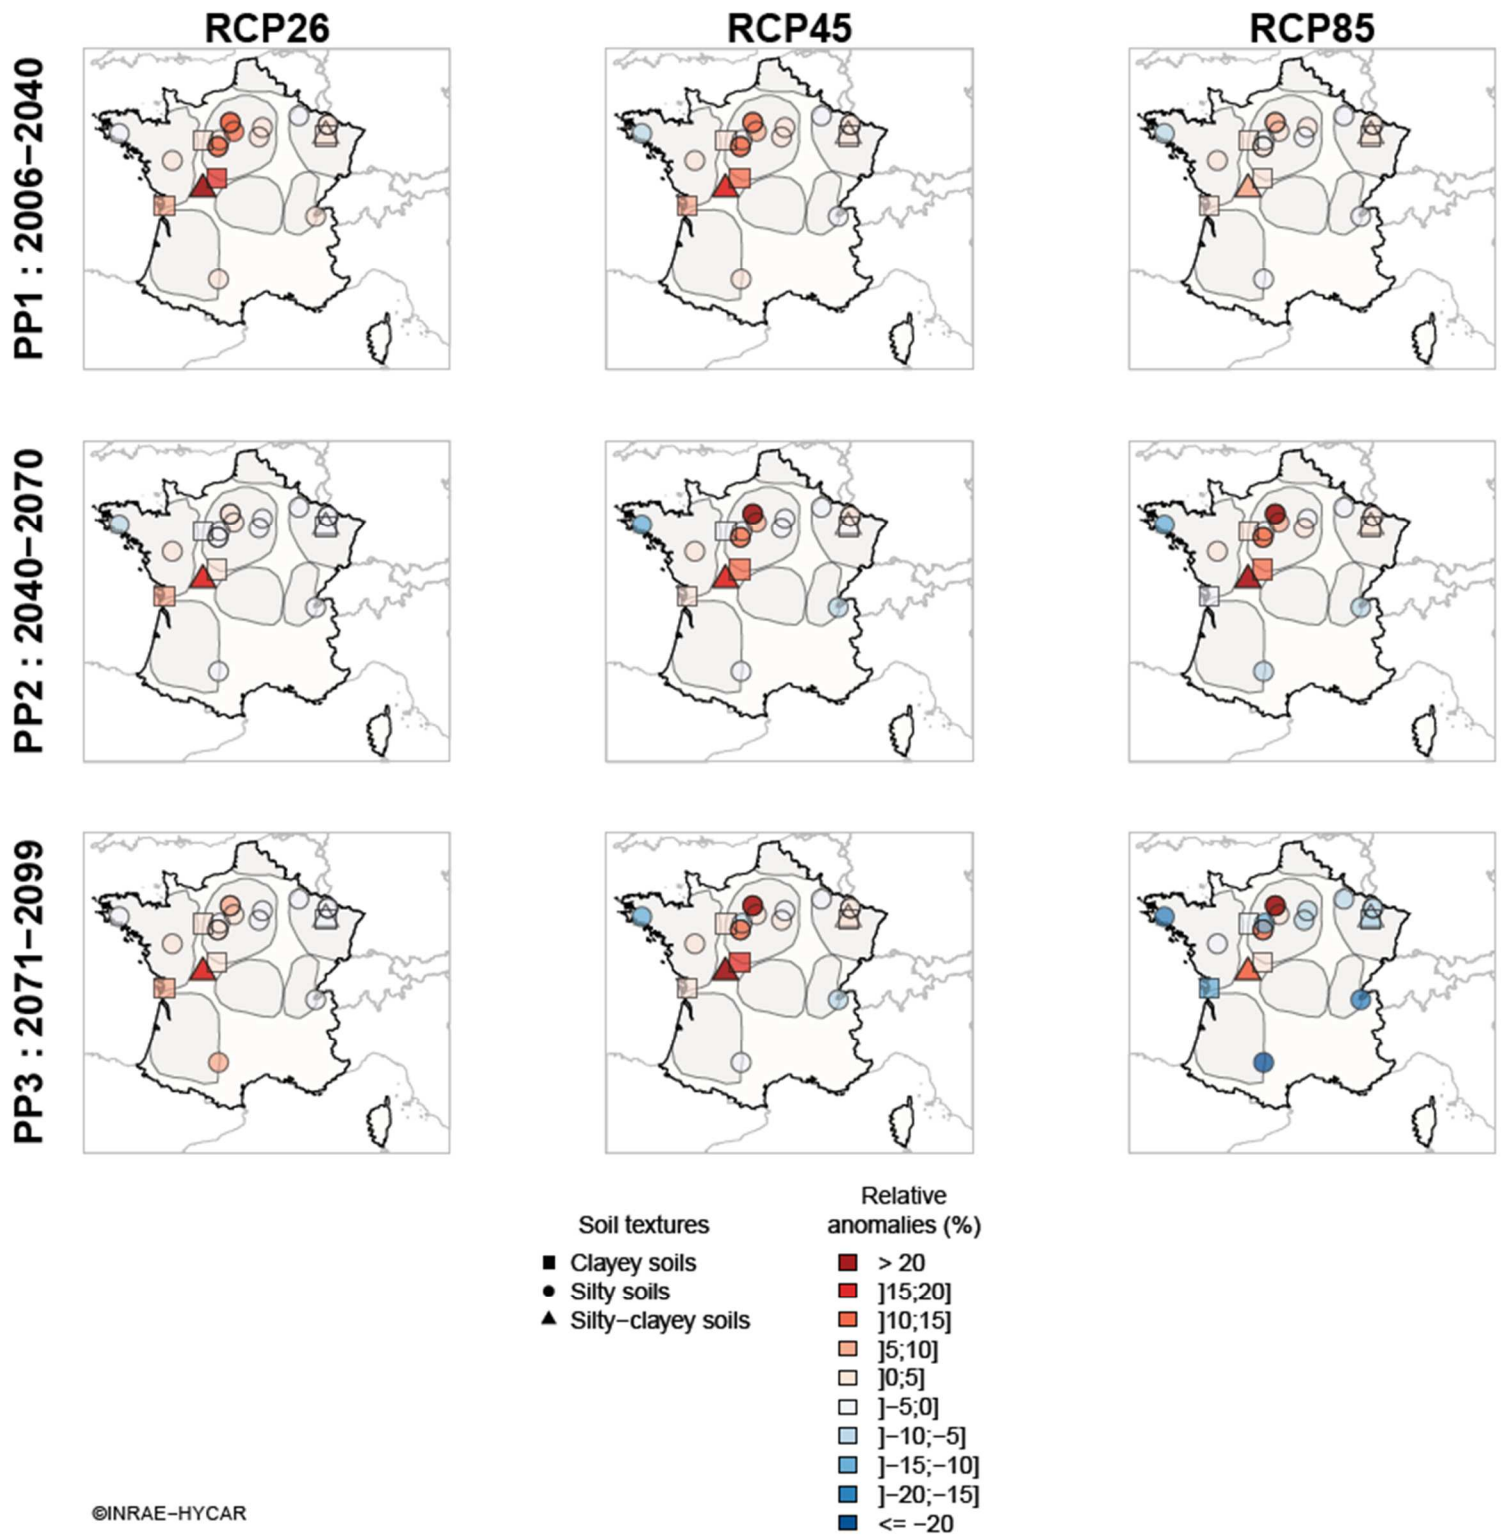 RCP26 RCP45 RCP85
PP1 : 2006−2040
PP2 : 2040−2070
PP3 : 2071−2099
Soil textures
■ Clayey soils
● Silty soils
▲ Silty−clayey soils
Relative
anomalies (%)
> 20
]15;20]
]10;15]
]5;10]
]0;5]
]−5;0]
]−10;−5]
]−15;−10]
]−20;−15]
<= −20
©INRAE−HYCAR